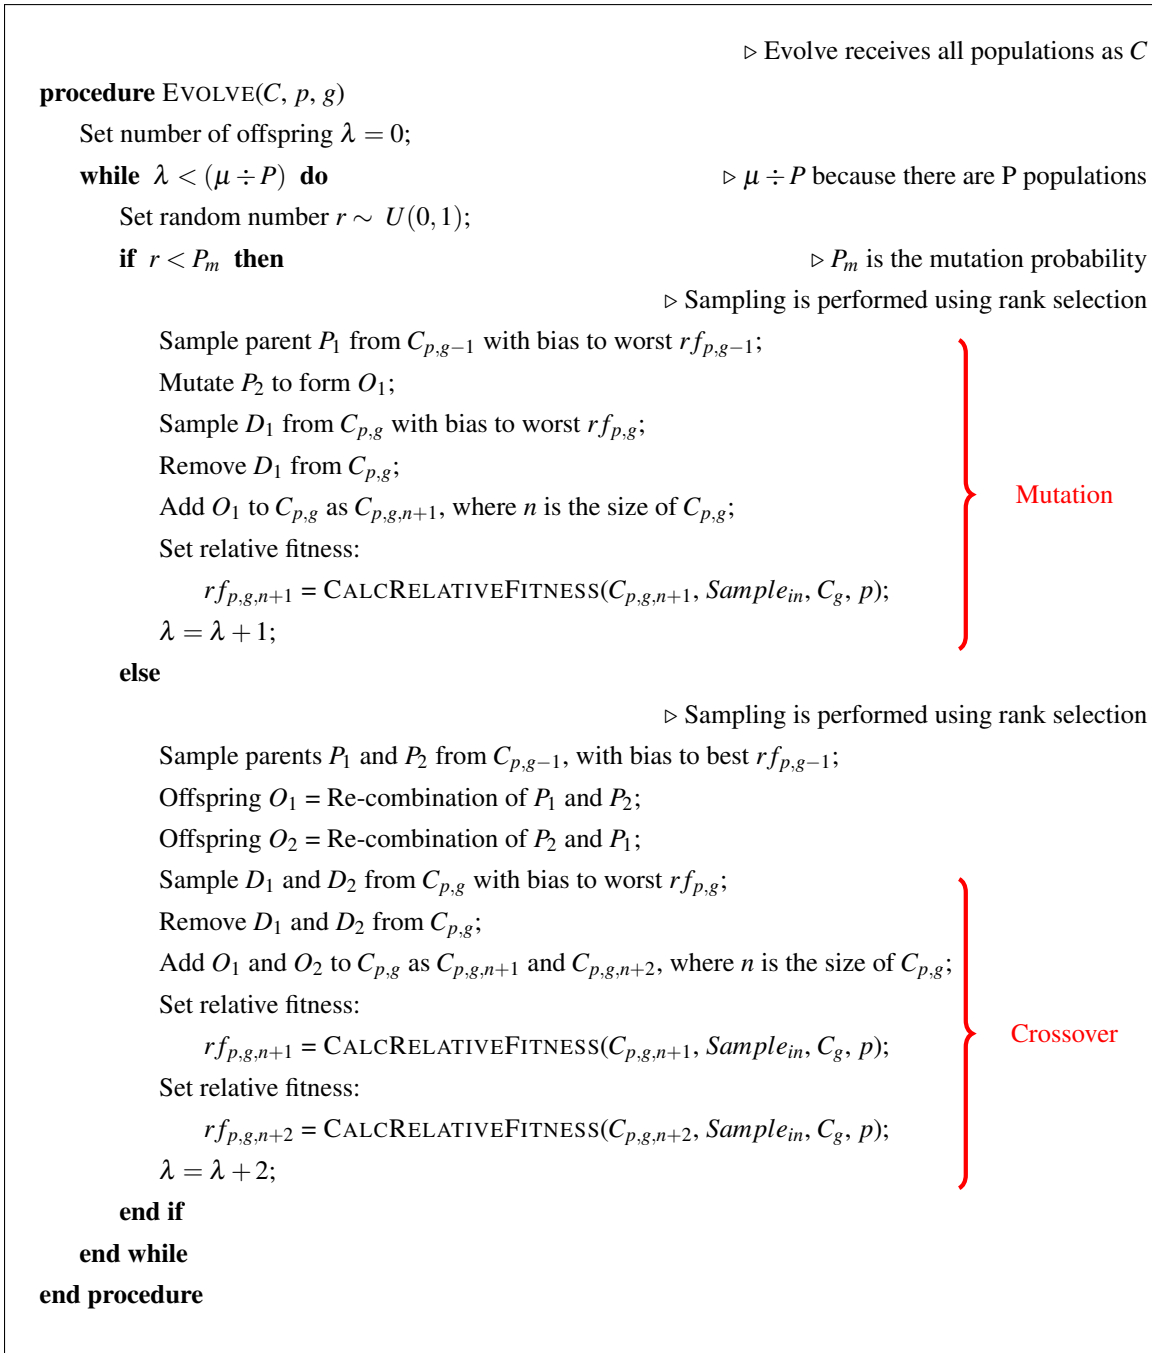 ▷ Evolve receives all populations as C
procedure EVOLVE(C, p, g)
Set number of offspring λ = 0;
while λ < (μ ÷ P) do ▷ μ ÷ P because there are P populations
Set random number r ∼ U(0,1);
if r < P_m then ▷ P_m is the mutation probability
▷ Sampling is performed using rank selection
Sample parent P_1 from C_{p,g−1} with bias to worst rf_{p,g−1};
Mutate P_2 to form O_1;
Sample D_1 from C_{p,g} with bias to worst rf_{p,g};
Remove D_1 from C_{p,g};
Add O_1 to C_{p,g} as C_{p,g,n+1}, where n is the size of C_{p,g};
Mutation
Set relative fitness:
rf_{p,g,n+1} = CALCRELATIVEFITNESS(C_{p,g,n+1}, Sample_{in}, C_g, p);
λ = λ + 1;
else
▷ Sampling is performed using rank selection
Sample parents P_1 and P_2 from C_{p,g−1}, with bias to best rf_{p,g−1};
Offspring O_1 = Re-combination of P_1 and P_2;
Offspring O_2 = Re-combination of P_2 and P_1;
Sample D_1 and D_2 from C_{p,g} with bias to worst rf_{p,g};
Remove D_1 and D_2 from C_{p,g};
Add O_1 and O_2 to C_{p,g} as C_{p,g,n+1} and C_{p,g,n+2}, where n is the size of C_{p,g};
Set relative fitness:
rf_{p,g,n+1} = CALCRELATIVEFITNESS(C_{p,g,n+1}, Sample_{in}, C_g, p);
Crossover
Set relative fitness:
rf_{p,g,n+2} = CALCRELATIVEFITNESS(C_{p,g,n+2}, Sample_{in}, C_g, p);
λ = λ + 2;
end if
end while
end procedure